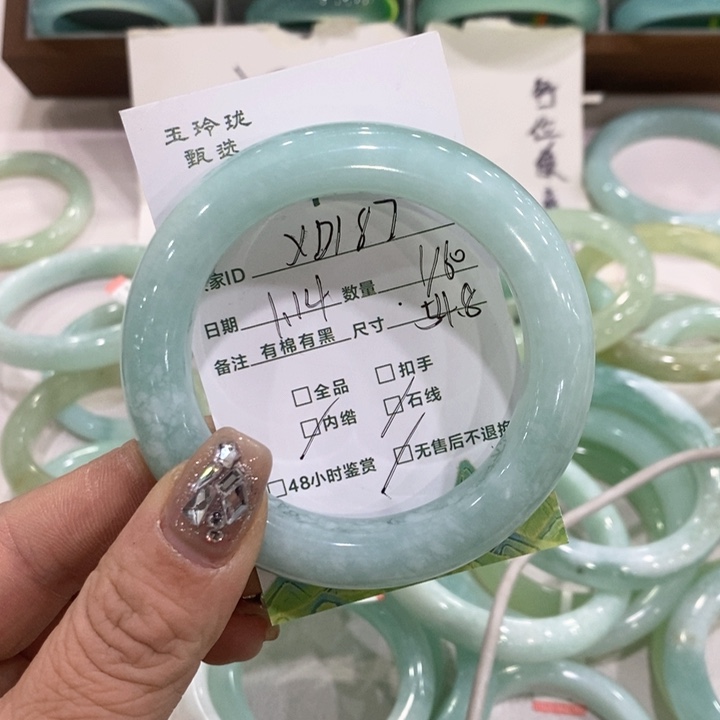 玉玲珑
甄选
家ID XD187
日期 1.14 数量 1/60
备注 有棉有黑 尺寸 54.8
□全品 □扣手
□内绺 □石线
□48小时鉴赏 □无售后不退换